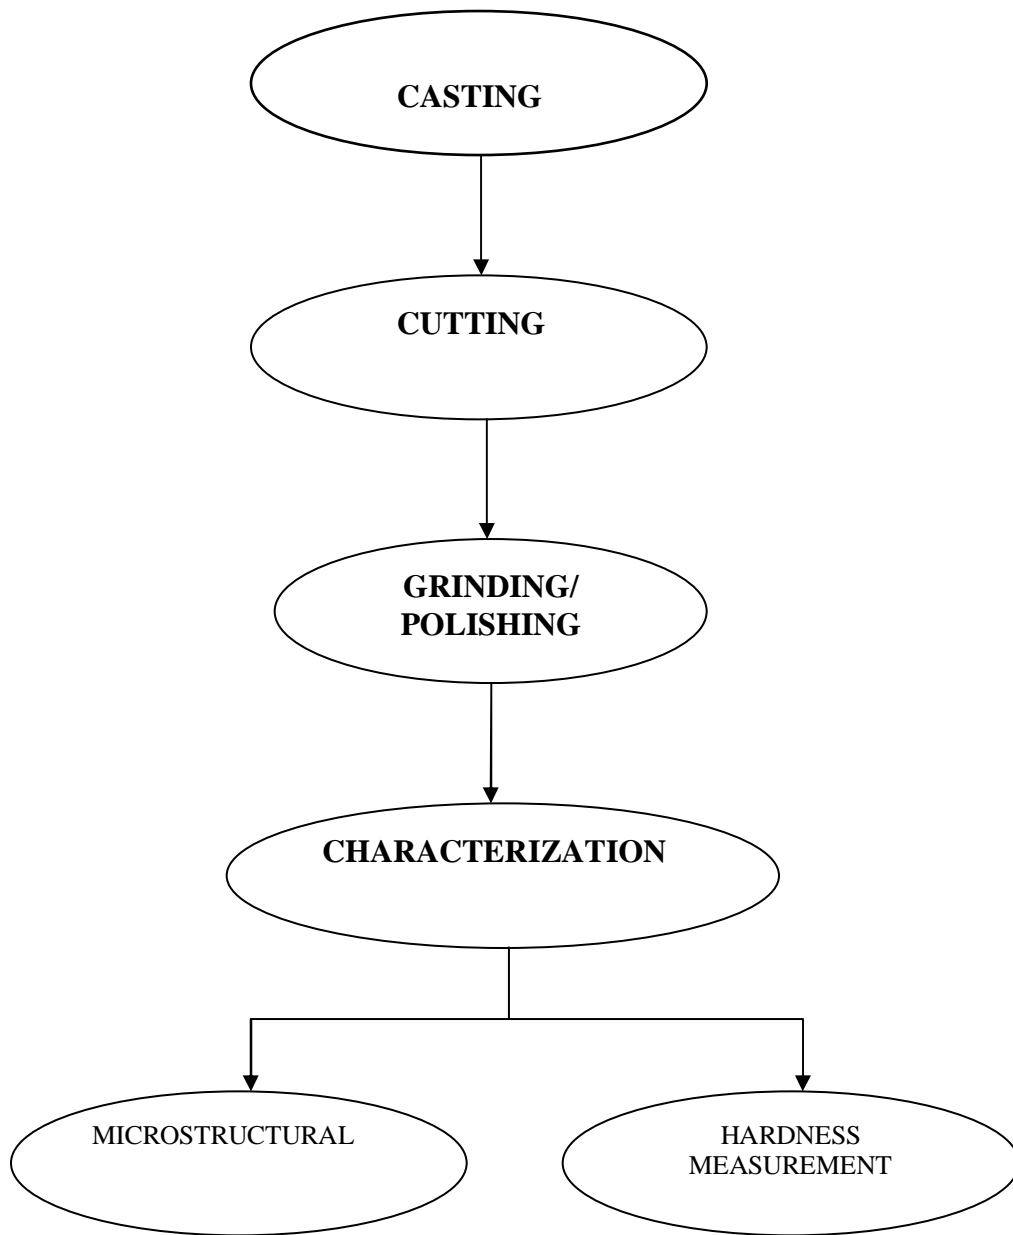 CASTING
CUTTING
GRINDING/
POLISHING
CHARACTERIZATION
MICROSTRUCTURAL
HARDNESS
MEASUREMENT